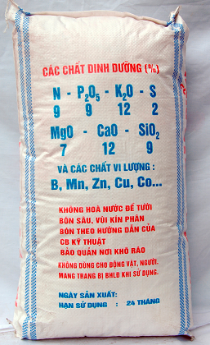 CÁC CHẤT DINH DƯỠNG (%)
N - P2O5 - K2O - S
9 9 12 2
MgO - CaO - SiO2
7 12 9
VÀ CÁC CHẤT VI LƯỢNG :
B, Mn, Zn, Cu, Co...
KHÔNG HOÀ NƯỚC ĐỂ TƯỚI
BÓN SÂU, VÙI KÍN PHÂN
BÓN THEO HƯỚNG DẪN CỦA
CB KỸ THUẬT
BẢO QUẢN NƠI KHÔ RÁO
KHÔNG DÙNG CHO ĐỘNG VẬT, NGƯỜI.
MANG TRANG BỊ BHLĐ KHI SỬ DỤNG.
NGÀY SẢN XUẤT:
HẠN SỬ DỤNG : 24 THÁNG